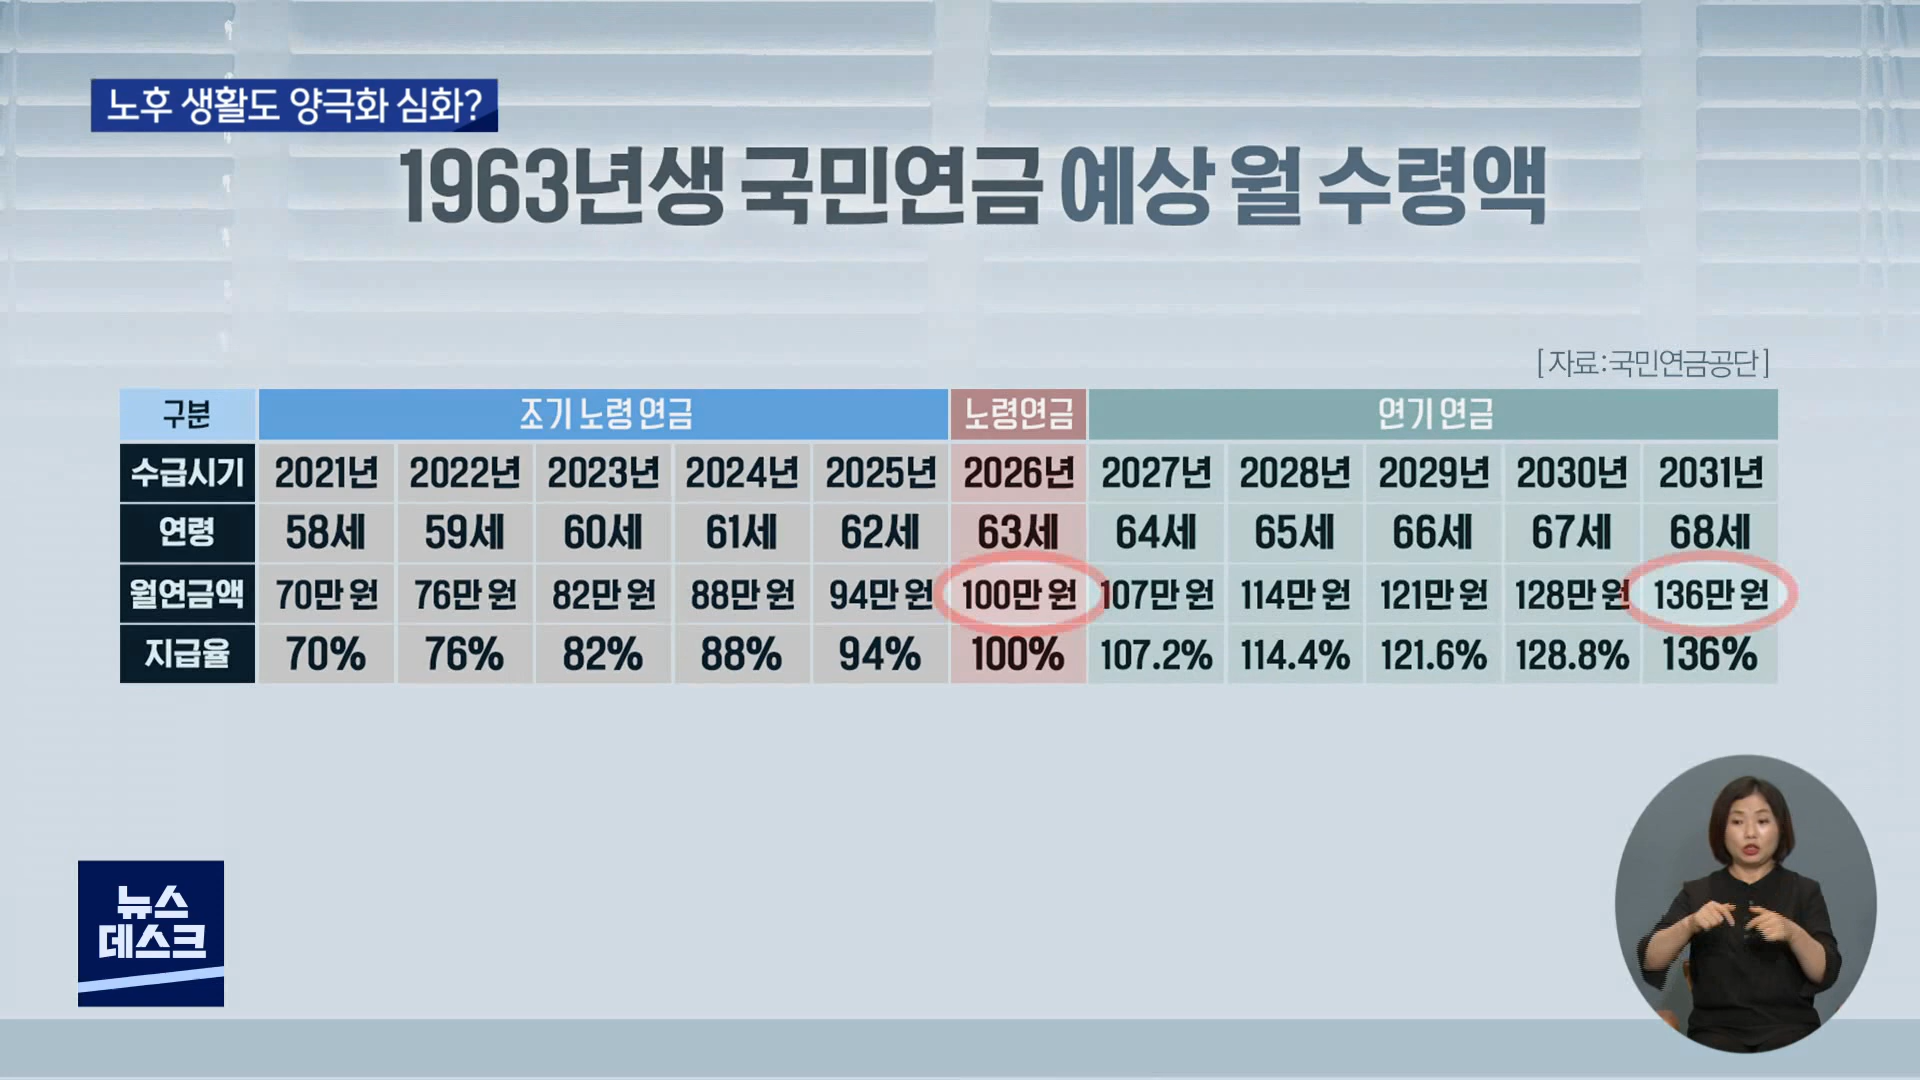 노후 생활도 양극화 심화?
1963년생 국민연금 예상 월 수령액
[ 자료:국민연금공단 ]
구분 조기 노령 연금 노령연금 연기 연금
수급시기 2021년 2022년 2023년 2024년 2025년 2026년 2027년 2028년 2029년 2030년 2031년
연령 58세 59세 60세 61세 62세 63세 64세 65세 66세 67세 68세
월연금액 70만 원 76만 원 82만 원 88만 원 94만 원 100만 원 107만 원 114만 원 121만 원 128만 원 136만 원
지급율 70% 76% 82% 88% 94% 100% 107.2% 114.4% 121.6% 128.8% 136%
뉴스
데스크